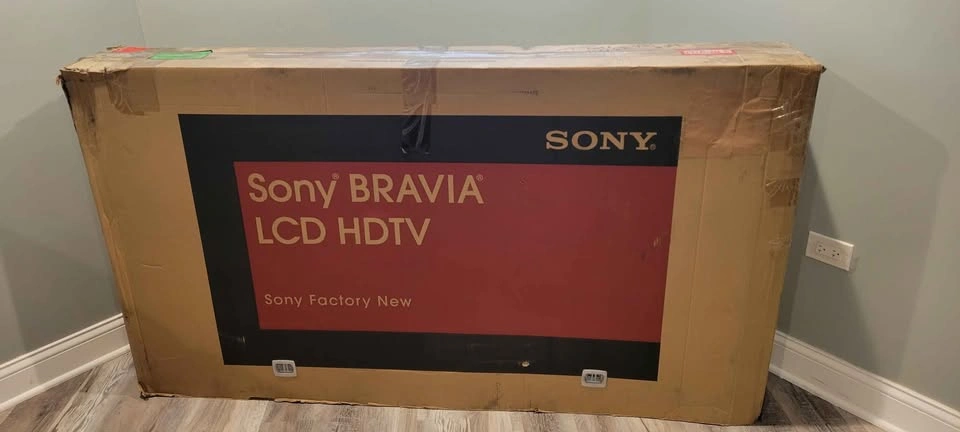 SONY®
Sony® BRAVIA®
LCD HDTV
Sony Factory New